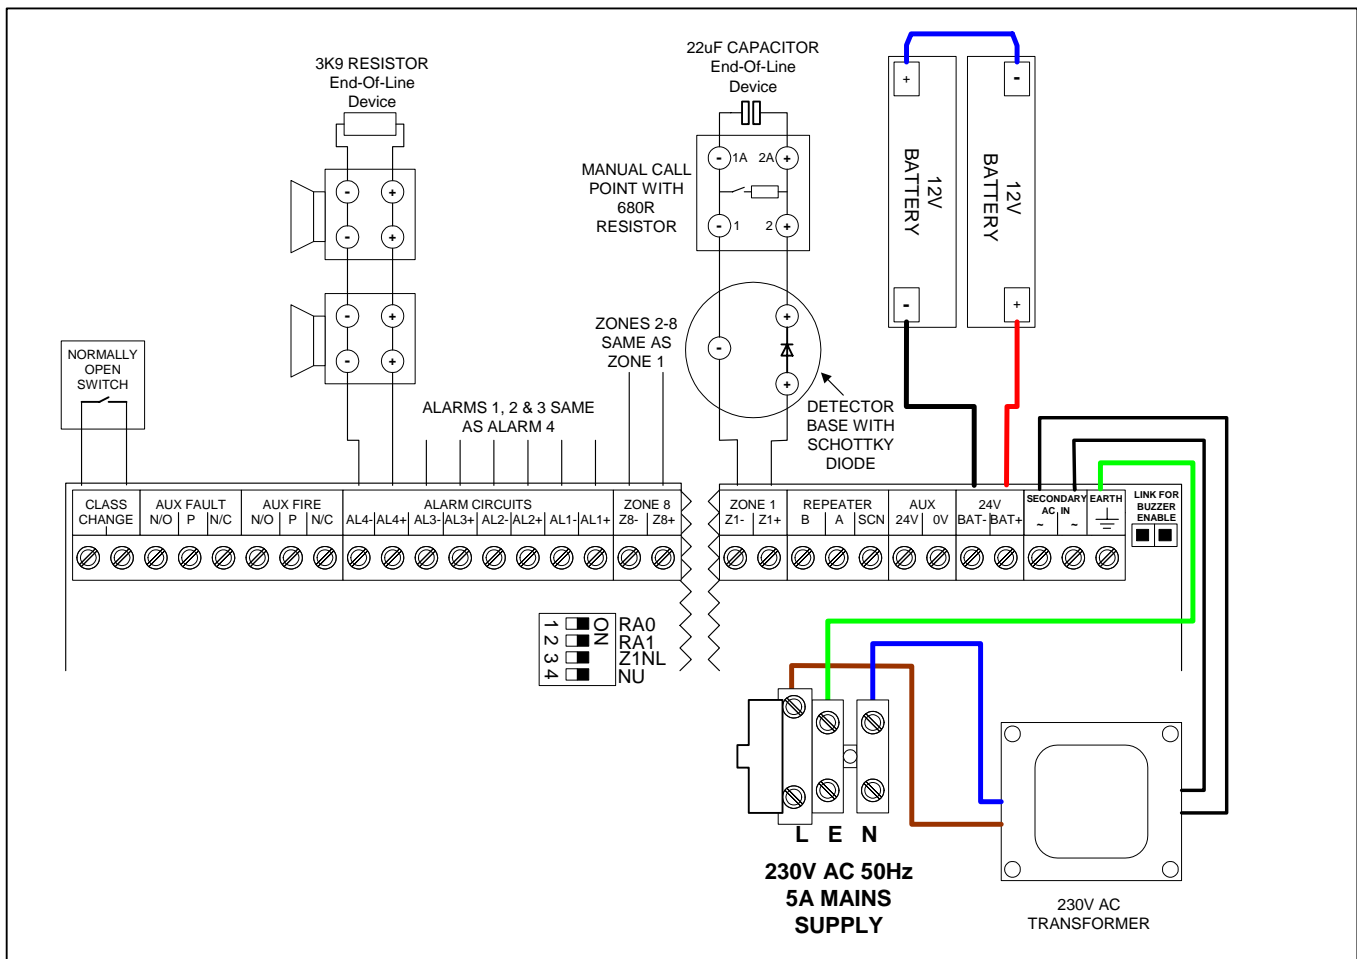 3K9 RESISTOR
End-Of-Line
Device
22uF CAPACITOR
End-Of-Line
Device
+
-
12V
BATTERY
12V
BATTERY
-
+
MANUAL CALL
POINT WITH
680R
RESISTOR
- 1A 2A +
- 1 2 +
- +
- +
- +
- +
ZONES 2-8
SAME AS
ZONE 1
+
-
+
NORMALLY
OPEN
SWITCH
ALARMS 1, 2 & 3 SAME
AS ALARM 4
DETECTOR
BASE WITH
SCHOTTKY
DIODE
CLASS
CHANGE
AUX FAULT
N/O P N/C
AUX FIRE
N/O P N/C
ALARM CIRCUITS
AL4- AL4+ AL3- AL3+ AL2- AL2+ AL1- AL1+
ZONE 8
Z8- Z8+
ZONE 1
Z1- Z1+
REPEATER
B A SCN
AUX
24V 0V
24V
BAT- BAT+
SECONDARY
AC IN
~ ~
EARTH
LINK FOR
BUZZER
ENABLE
1 2 3 4
ON
RA0
RA1
Z1NL
NU
L E N
230V AC 50Hz
5A MAINS
SUPPLY
230V AC
TRANSFORMER